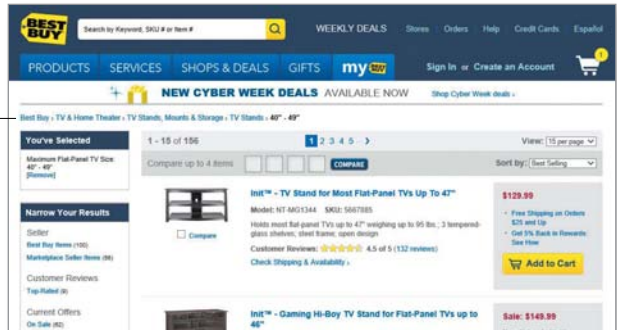 BEST BUY
Search by Keyword, SKU # or Item #
WEEKLY DEALS Stores Orders Help Credit Cards Español
PRODUCTS SERVICES SHOPS & DEALS GIFTS my BEST BUY Sign In or Create an Account 1
NEW CYBER WEEK DEALS AVAILABLE NOW Shop Cyber Week deals ›
Best Buy › TV & Home Theater › TV Stands, Mounts & Storage › TV Stands › 40" - 49"
You've Selected
Maximum Flat-Panel TV Size:
40" - 49"
[Remove]
Narrow Your Results
Seller
Best Buy Items (100)
Marketplace Seller Items (56)
Customer Reviews
Top-Rated (9)
Current Offers
On Sale (62)
1 - 15 of 156 1 2 3 4 5 › View: 15 per page
Compare up to 4 items COMPARE Sort by: Best Selling
Compare
Init™ - TV Stand for Most Flat-Panel TVs Up To 47"
Model: NT-MG1344 SKU: 5667885
Holds most flat-panel TVs up to 47" weighing up to 95 lbs.; 3 tempered-
glass shelves; steel frame; open design
Customer Reviews: 4.5 of 5 (132 reviews)
Check Shipping & Availability ›
$129.99
Free Shipping on Orders
$25 and Up
Get 5% Back in Rewards:
See How
Add to Cart
Init™ - Gaming Hi-Boy TV Stand for Flat-Panel TVs up to
46"
Sale: $149.99